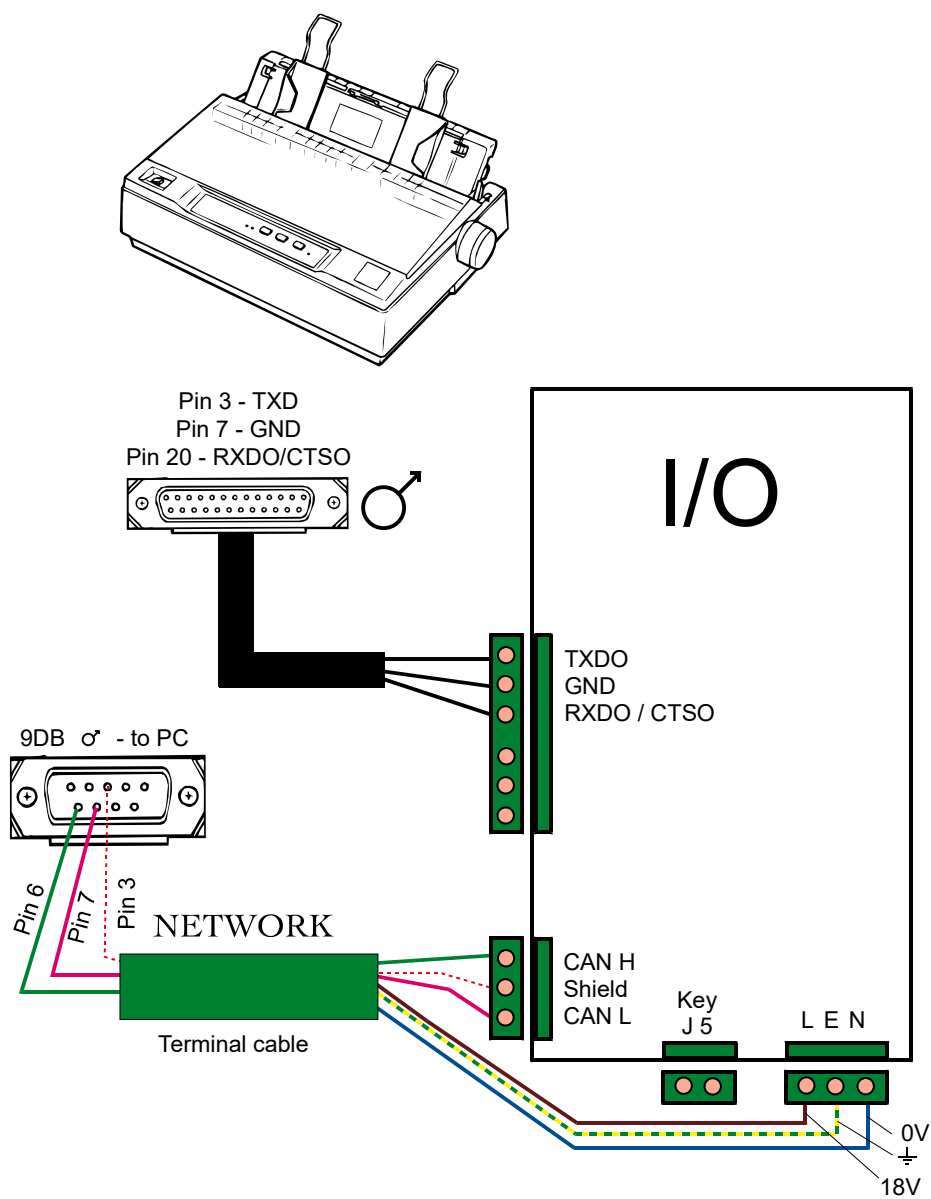 Pin 3 - TXD
Pin 7 - GND
Pin 20 - RXDO/CTSO
I/O
TXDO
GND
RXDO / CTSO
9DB ♂ - to PC
Pin 6
Pin 7
Pin 3
NETWORK
Terminal cable
CAN H
Shield
CAN L
Key
J 5
L E N
0V
18V